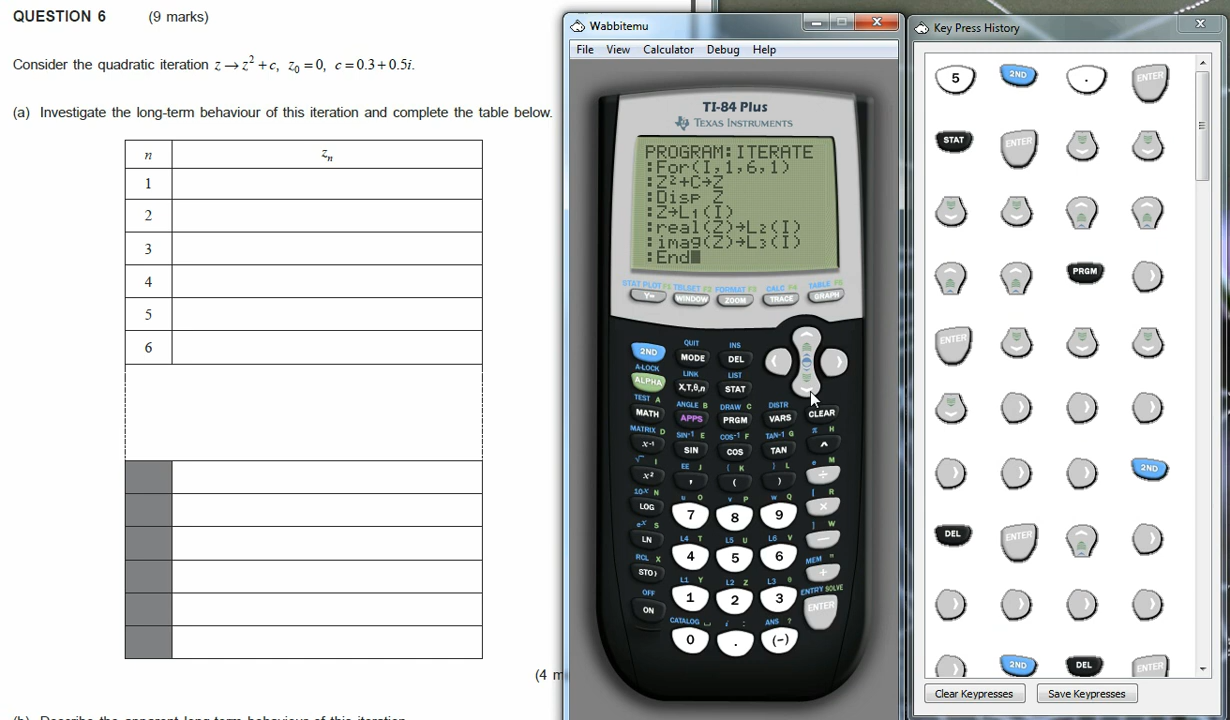 QUESTION 6 (9 marks)
Consider the quadratic iteration z → z² + c, z₀ = 0, c = 0.3 + 0.5i.
(a) Investigate the long-term behaviour of this iteration and complete the table below.
n zₙ
1
2
3
4
5
6
(4 m
Wabbitemu
File View Calculator Debug Help
TI-84 Plus
TEXAS INSTRUMENTS
PROGRAM:ITERATE
:For(I,1,6,1)
:Z²+C→Z
:Disp Z
:Z→L₁(I)
:real(Z)→L₂(I)
:imag(Z)→L₃(I)
:End
STAT PLOT F1 TBLSET F2 FORMAT F3 CALC F4 TABLE F5
Y= WINDOW ZOOM TRACE GRAPH
QUIT INS
2ND MODE DEL
A-LOCK LINK LIST
ALPHA X,T,θ,n STAT
TEST A ANGLE B DRAW C DISTR
MATH APPS PRGM VARS CLEAR
MATRIX D SIN⁻¹ E COS⁻¹ F TAN⁻¹ G π H
x⁻¹ SIN COS TAN ^
√ I EE J { K } L e M
x² , ( ) ÷
10ˣ N u O v P w Q [ R
LOG 7 8 9 ×
eˣ S L4 T L5 U L6 V ] W
LN 4 5 6 −
RCL X L1 Y L2 Z L3 θ MEM "
STO⟩ 1 2 3 +
OFF CATALOG ⎵ i : ANS ? ENTRY SOLVE
ON 0 . (−) ENTER
Key Press History
5 2ND . ENTER
STAT ENTER
PRGM
ENTER
2ND
DEL ENTER
2ND DEL ENTER
Clear Keypresses Save Keypresses